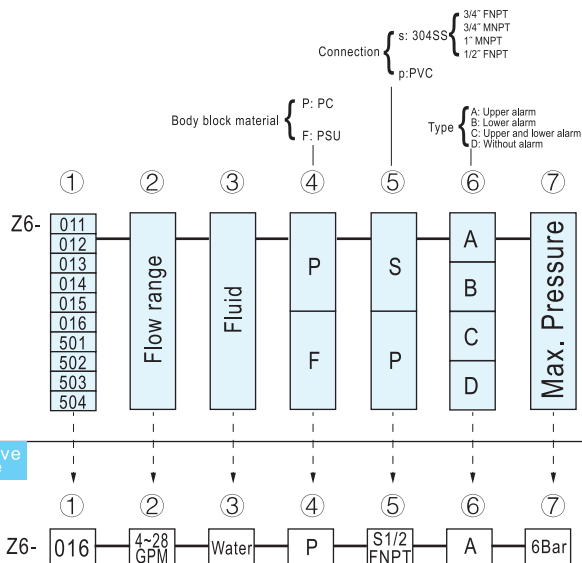 3/4˝ FNPT
3/4˝ MNPT
1˝ MNPT
1/2˝ FNPT
s: 304SS
Connection
p:PVC
P: PC
Body block material
F: PSU
A: Upper alarm
B: Lower alarm
C: Upper and lower alarm
D: Without alarm
Type
① ② ③ ④ ⑤ ⑥ ⑦
Z6-
011
012
013
014
015
016
501
502
503
504
Flow range
Fluid
P
F
S
P
A
B
C
D
Max. Pressure
① ② ③ ④ ⑤ ⑥ ⑦
Z6-
016
4~28
GPM
Water
P
S1/2
FNPT
A
6Bar